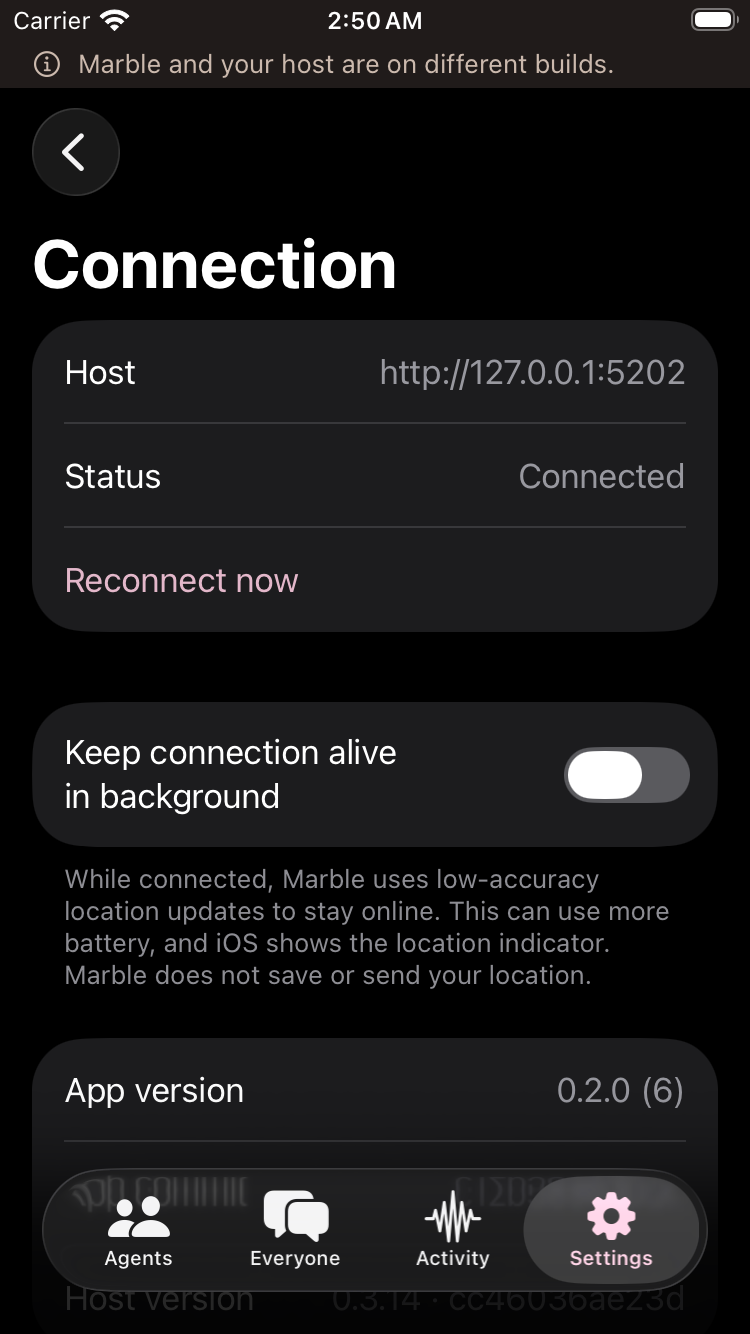 Carrier 2:50 AM
Marble and your host are on different builds.
Connection
Host http://127.0.0.1:5202
Status Connected
Reconnect now
Keep connection alive
in background
While connected, Marble uses low-accuracy
location updates to stay online. This can use more
battery, and iOS shows the location indicator.
Marble does not save or send your location.
App version 0.2.0 (6)
Agents Everyone Activity Settings
Host version 0.3.14 · cc46036ae23d